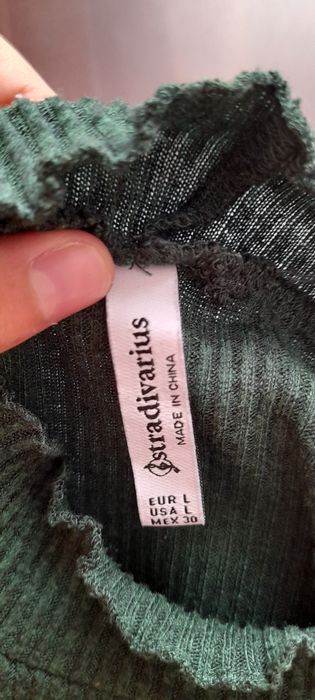 stradivarius
MADE IN CHINA
EUR L
USA L
MEX 30